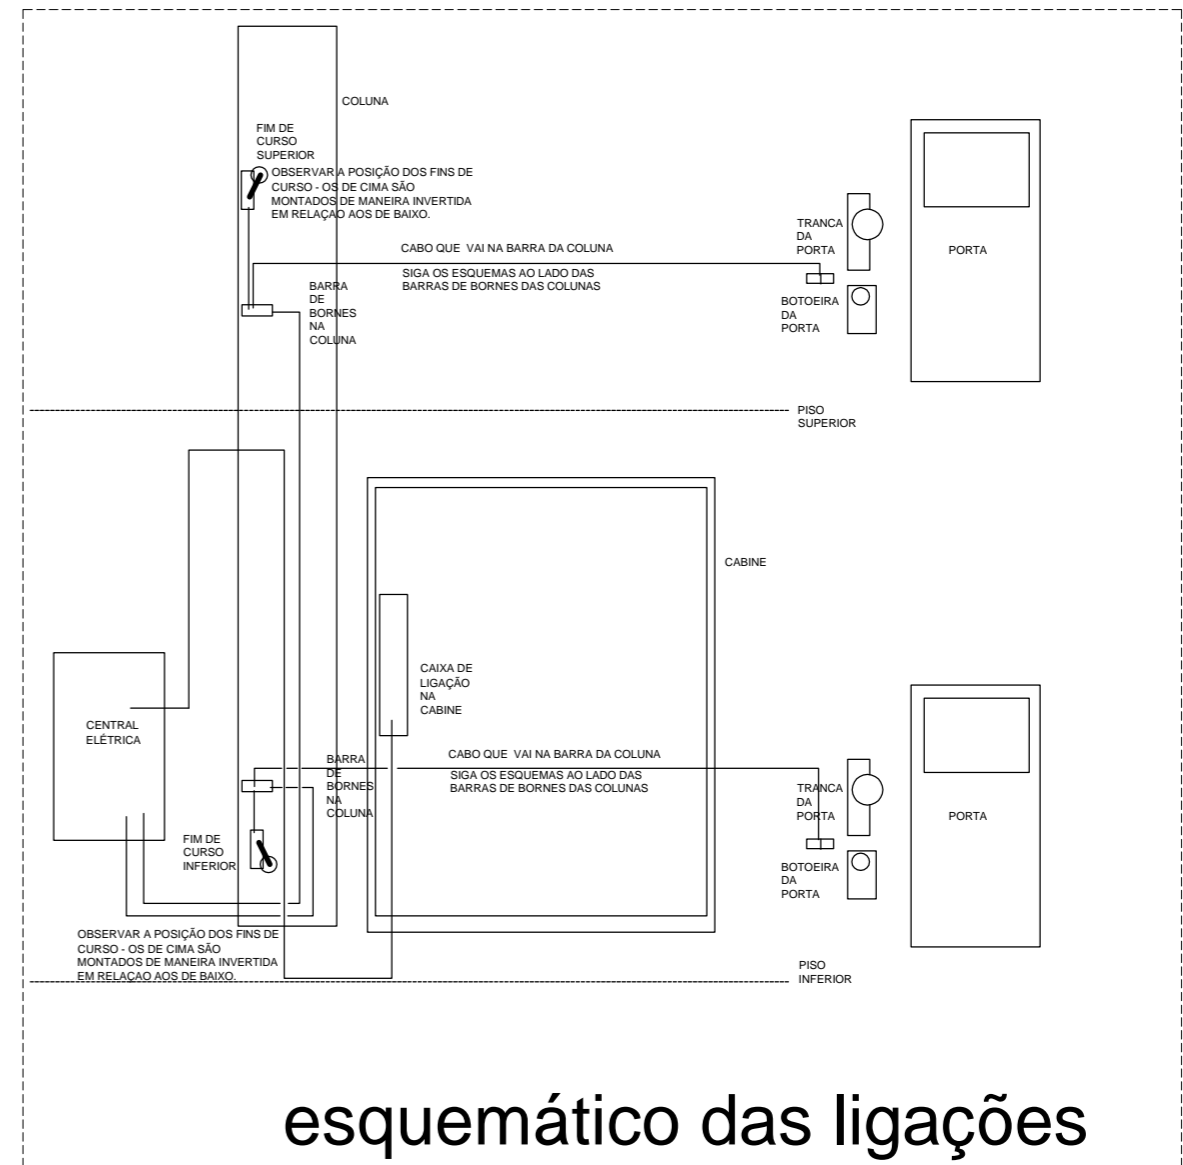 COLUNA
FIM DE
CURSO
SUPERIOR
OBSERVAR A POSIÇÃO DOS FINS DE
CURSO - OS DE CIMA SÃO
MONTADOS DE MANEIRA INVERTIDA
EM RELAÇAO AOS DE BAIXO.
CABO QUE VAI NA BARRA DA COLUNA
SIGA OS ESQUEMAS AO LADO DAS
BARRAS DE BORNES DAS COLUNAS
BARRA
DE
BORNES
NA
COLUNA
TRANCA
DA
PORTA
BOTOEIRA
DA
PORTA
PORTA
PISO
SUPERIOR
CABINE
CAIXA DE
LIGAÇÃO
NA
CABINE
CENTRAL
ELÉTRICA
BARRA
DE
BORNES
NA
COLUNA
CABO QUE VAI NA BARRA DA COLUNA
SIGA OS ESQUEMAS AO LADO DAS
BARRAS DE BORNES DAS COLUNAS
FIM DE
CURSO
INFERIOR
TRANCA
DA
PORTA
BOTOEIRA
DA
PORTA
PORTA
OBSERVAR A POSIÇÃO DOS FINS DE
CURSO - OS DE CIMA SÃO
MONTADOS DE MANEIRA INVERTIDA
EM RELAÇAO AOS DE BAIXO.
PISO
INFERIOR
esquemático das ligações